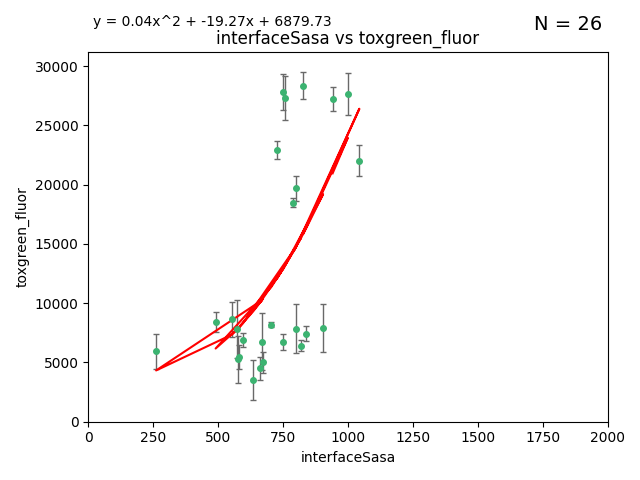 y = 0.04x^2 + -19.27x + 6879.73
N = 26
interfaceSasa vs toxgreen_fluor
30000
25000
20000
15000
10000
5000
0
toxgreen_fluor
0 250 500 750 1000 1250 1500 1750 2000
interfaceSasa